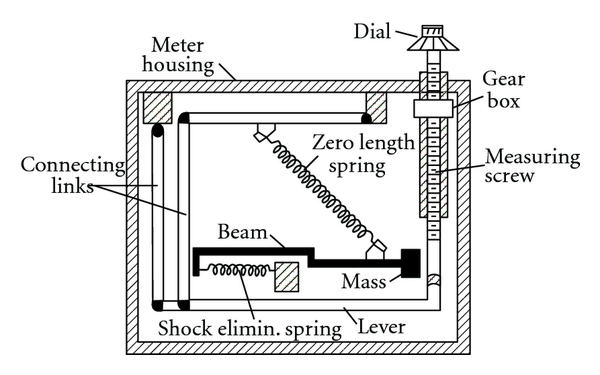 Dial
Meter
housing
Gear
box
Zero length
spring
Connecting
links
Measuring
screw
Beam
Mass
Shock elimin. spring
Lever